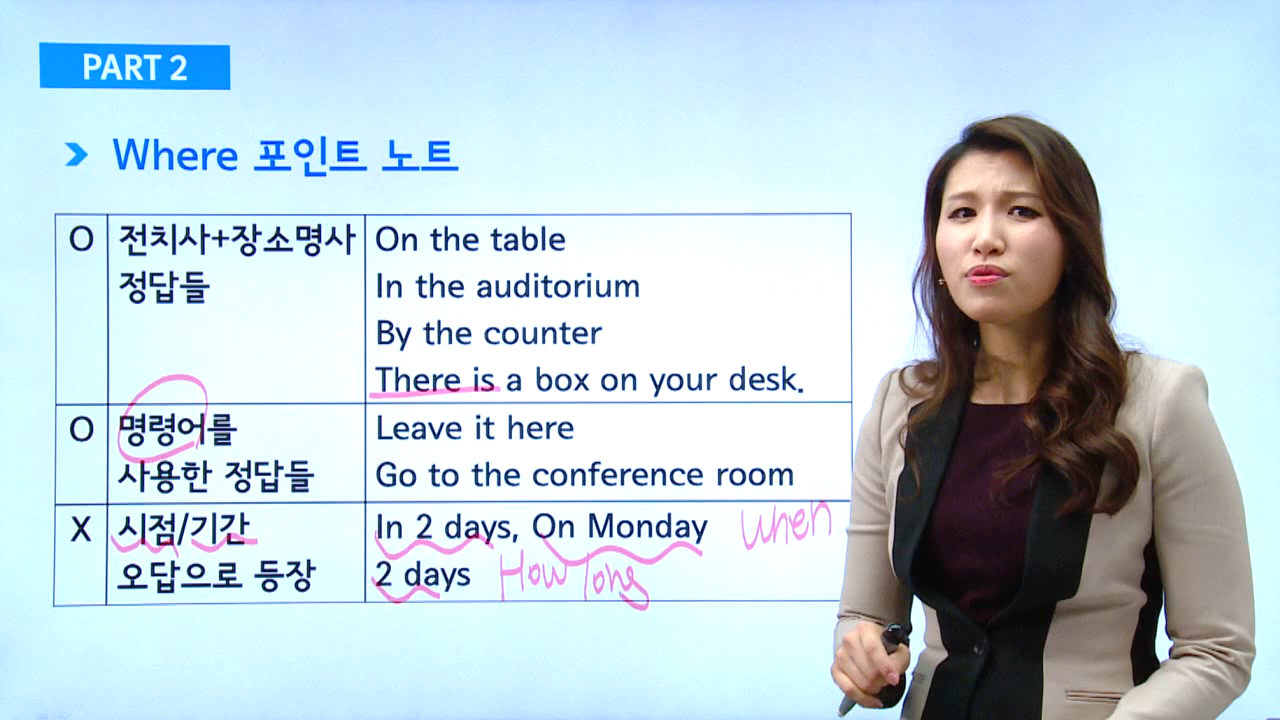 PART 2
Where 포인트 노트
O 전치사+장소명사 On the table
정답들 In the auditorium
By the counter
There is a box on your desk.
O 명령어를 Leave it here
사용한 정답들 Go to the conference room
X 시점/기간 In 2 days, On Monday When
오답으로 등장 2 days How long